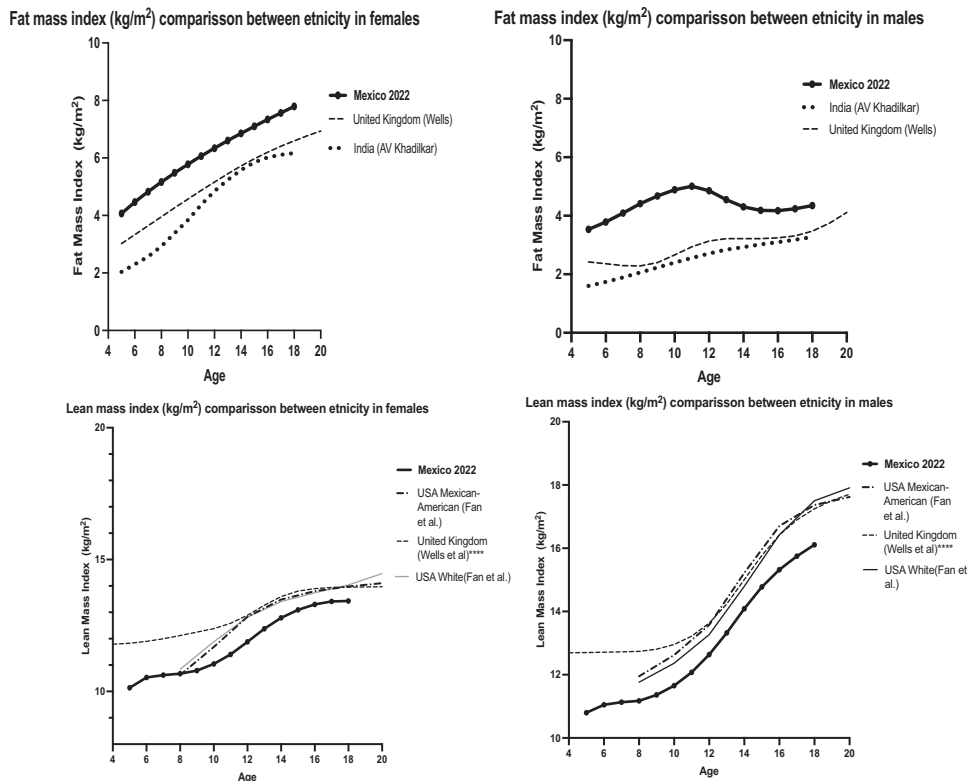 Fat mass index (kg/m²) comparisson between etnicity in females
10
8
6
4
2
0
Fat Mass Index (kg/m²)
4 6 8 10 12 14 16 18 20
Age
Mexico 2022
United Kingdom (Wells)
India (AV Khadilkar)
Fat mass index (kg/m²) comparisson between etnicity in males
10
8
6
4
2
0
Fat Mass Index (kg/m²)
4 6 8 10 12 14 16 18 20
Age
Mexico 2022
India (AV Khadilkar)
United Kingdom (Wells)
Lean mass index (kg/m²) comparisson between etnicity in females
20
15
10
Lean Mass Index (kg/m²)
4 6 8 10 12 14 16 18 20
Age
Mexico 2022
USA Mexican-
American (Fan
et al.)
United Kingdom
(Wells et al)****
USA White(Fan et al.)
Lean mass index (kg/m²) comparisson between etnicity in males
20
18
16
14
12
10
Lean Mass Index (kg/m²)
4 6 8 10 12 14 16 18 20
Age
Mexico 2022
USA Mexican-
American (Fan
et al.)
United Kingdom
(Wells et al)****
USA White(Fan et
al.)